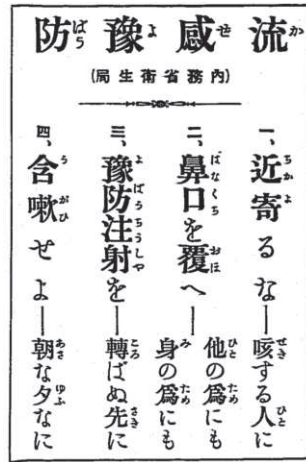 流感豫防
(內務省衛生局)
一、近寄るな——咳する人に
二、鼻口を覆へ——他の爲にも身の爲にも
三、豫防注射を——轉ばぬ先に
四、含嗽せよ——朝な夕なに